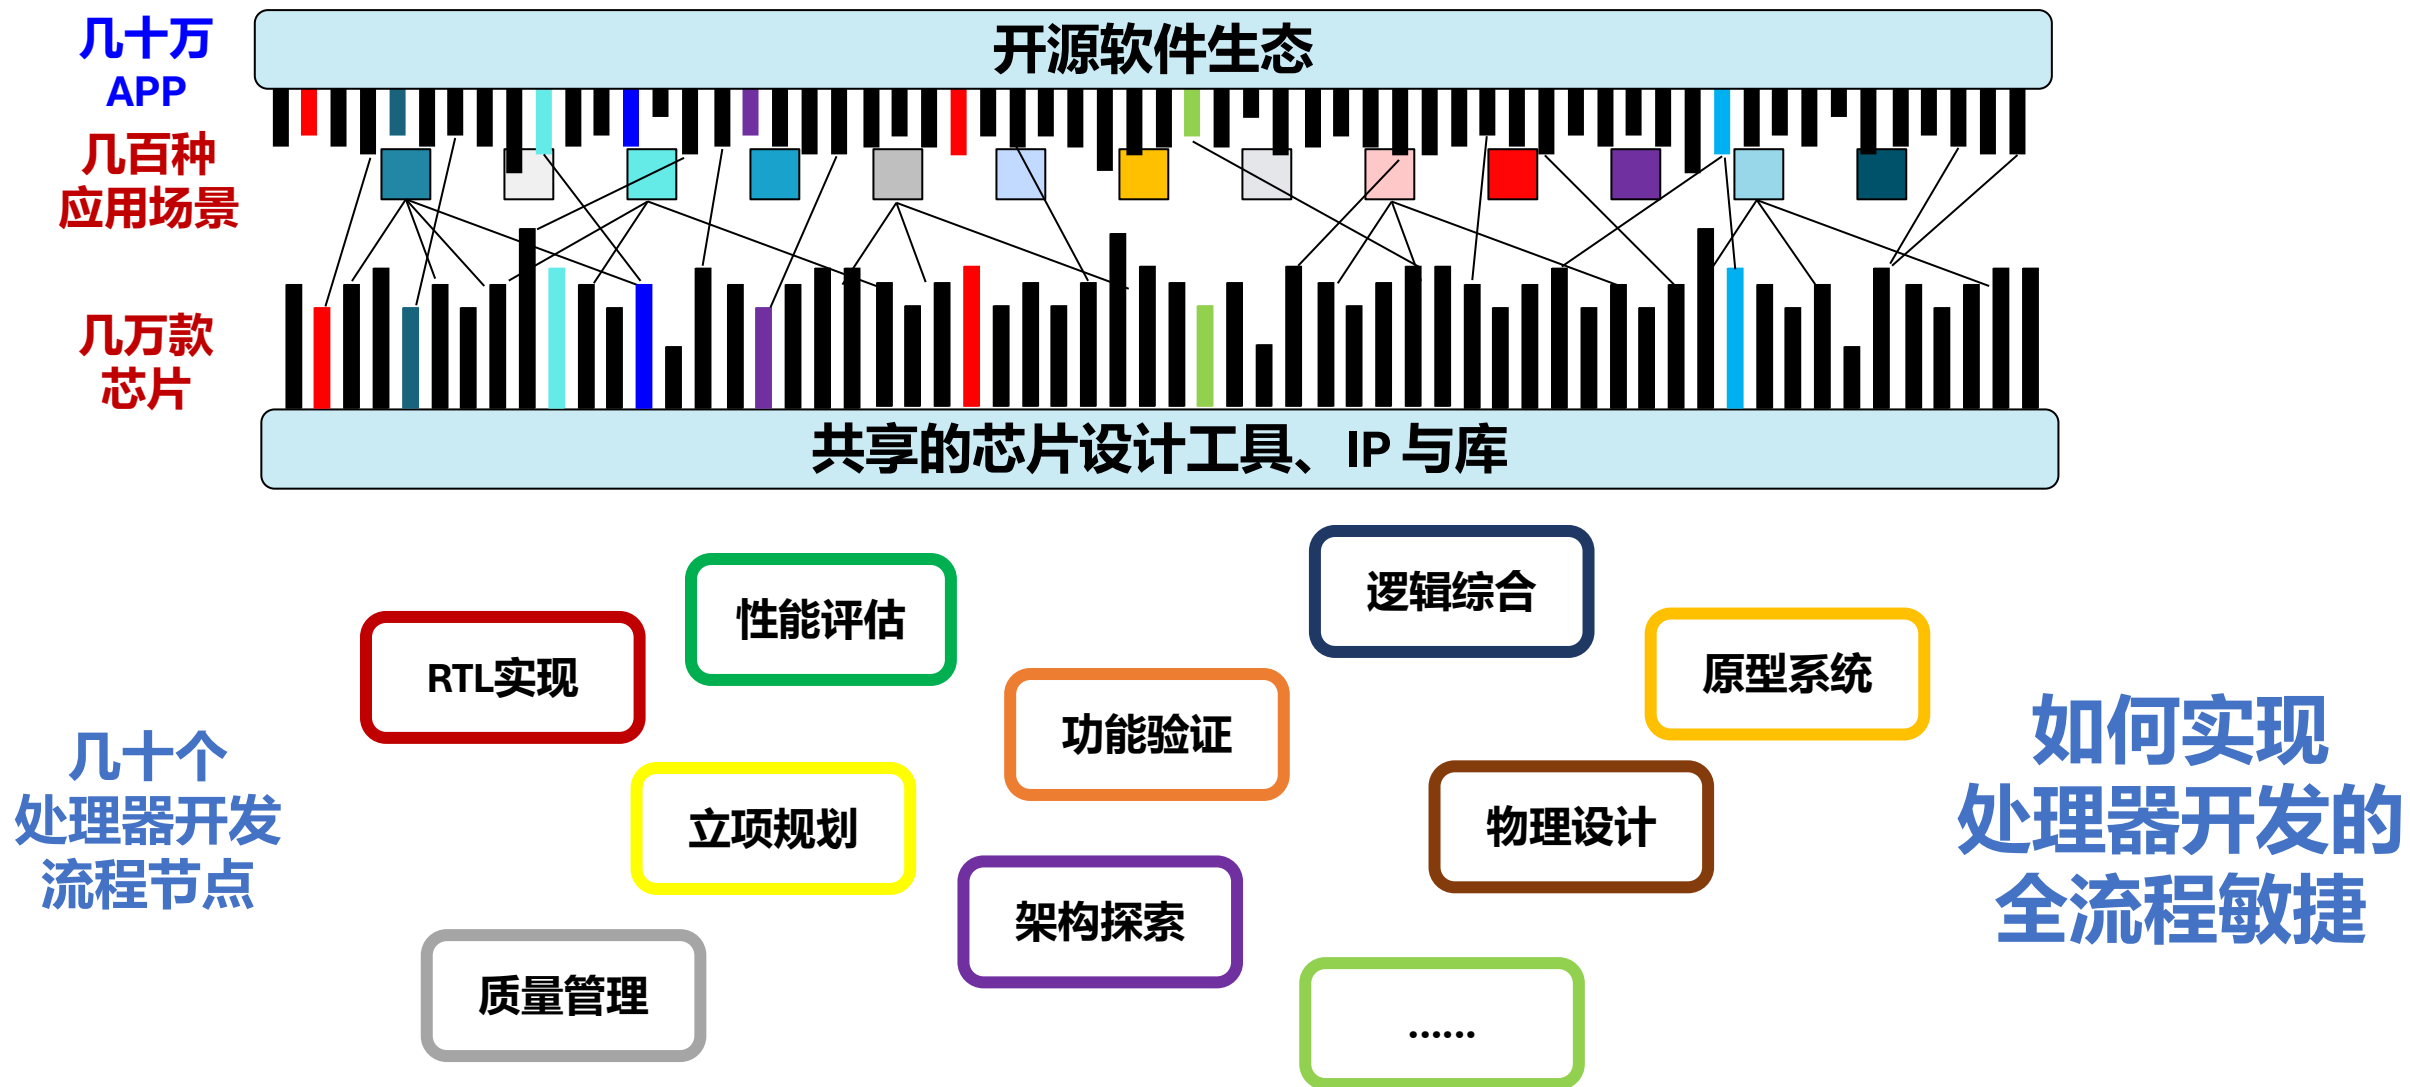 开源软件生态
几十万
APP
几百种
应用场景
几万款
芯片
共享的芯片设计工具、IP 与库
逻辑综合
性能评估
原型系统
RTL实现
功能验证
立项规划
物理设计
架构探索
质量管理
……
几十个
处理器开发
流程节点
如何实现
处理器开发的
全流程敏捷